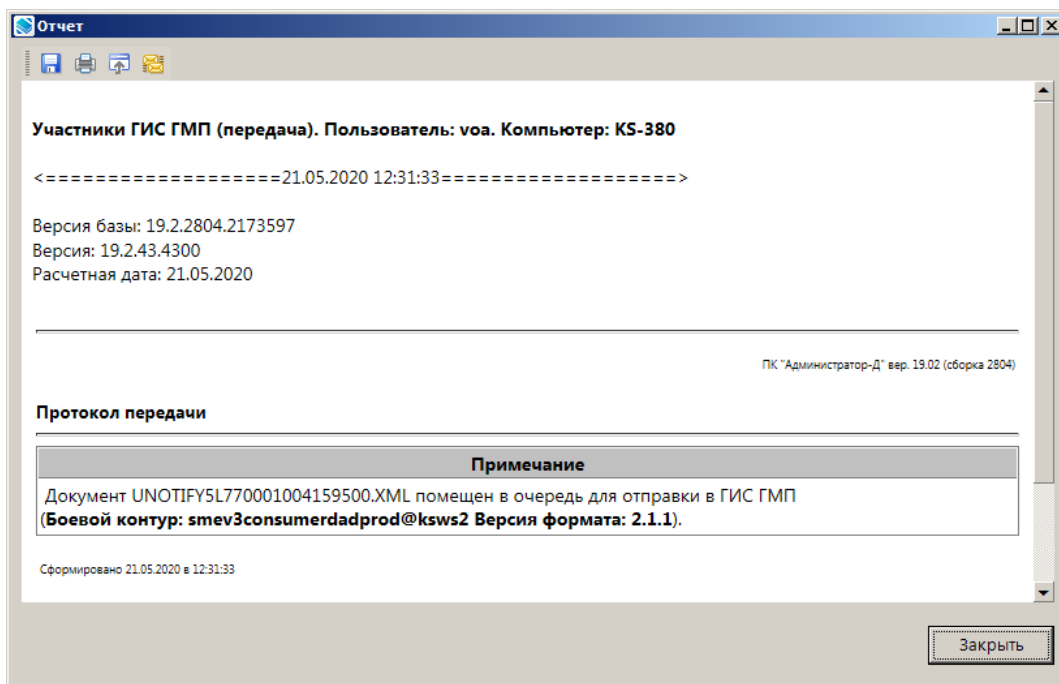 Отчет
Участники ГИС ГМП (передача). Пользователь: voa. Компьютер: KS-380
<===================21.05.2020 12:31:33===================>
Версия базы: 19.2.2804.2173597
Версия: 19.2.43.4300
Расчетная дата: 21.05.2020
ПК "Администратор-Д" вер. 19.02 (сборка 2804)
Протокол передачи
Примечание
Документ UNOTIFY5L770001004159500.XML помещен в очередь для отправки в ГИС ГМП
(Боевой контур: smev3consumerdadprod@ksws2 Версия формата: 2.1.1).
Сформировано 21.05.2020 в 12:31:33
Закрыть